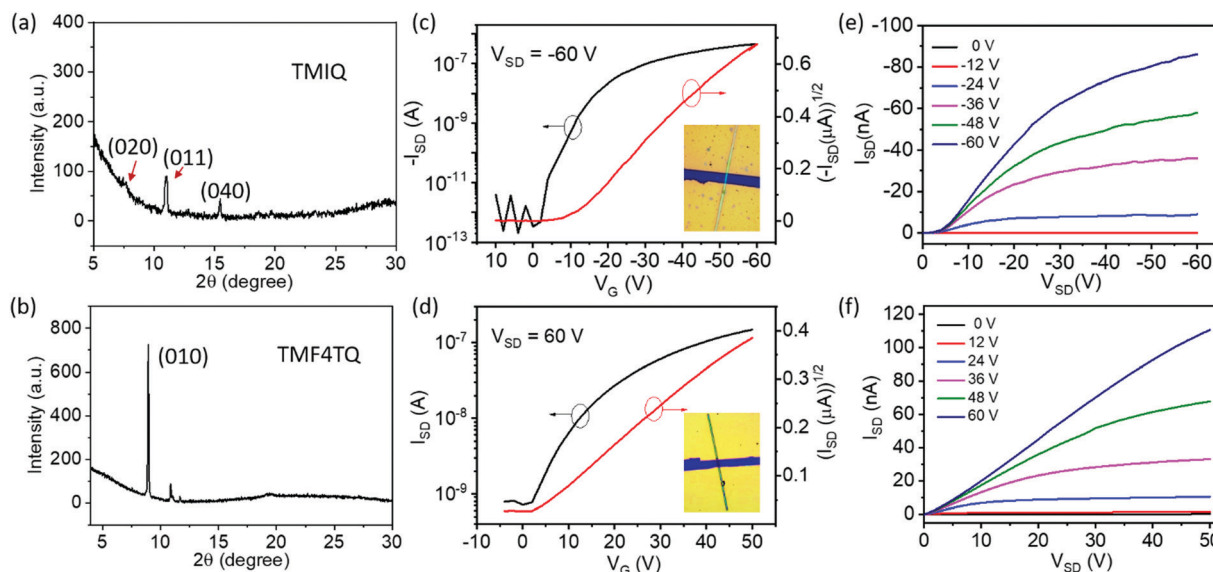 (a)
400
300
200
100
0
Intensity (a.u.)
TMIQ
(020)
(011)
(040)
5 10 15 20 25 30
2θ (degree)
(b)
800
600
400
200
0
Intensity (a.u.)
TMF4TQ
(010)
5 10 15 20 25 30
2θ (degree)
(c)
V_SD = -60 V
10⁻⁷
10⁻⁹
10⁻¹¹
10⁻¹³
-I_SD (A)
0.6
0.4
0.2
0
(-I_SD(μA))^1/2
10 0 -10 -20 -30 -40 -50 -60
V_G (V)
(d)
V_SD = 60 V
10⁻⁷
10⁻⁸
10⁻⁹
I_SD (A)
0.4
0.3
0.2
0.1
(I_SD (μA))^1/2
-10 0 10 20 30 40 50
V_G (V)
(e)
-100
-80
-60
-40
-20
0
I_SD(nA)
0 V
-12 V
-24 V
-36 V
-48 V
-60 V
0 -10 -20 -30 -40 -50 -60
V_SD(V)
(f)
120
100
80
60
40
20
0
I_SD (nA)
0 V
12 V
24 V
36 V
48 V
60 V
0 10 20 30 40 50
V_SD (V)